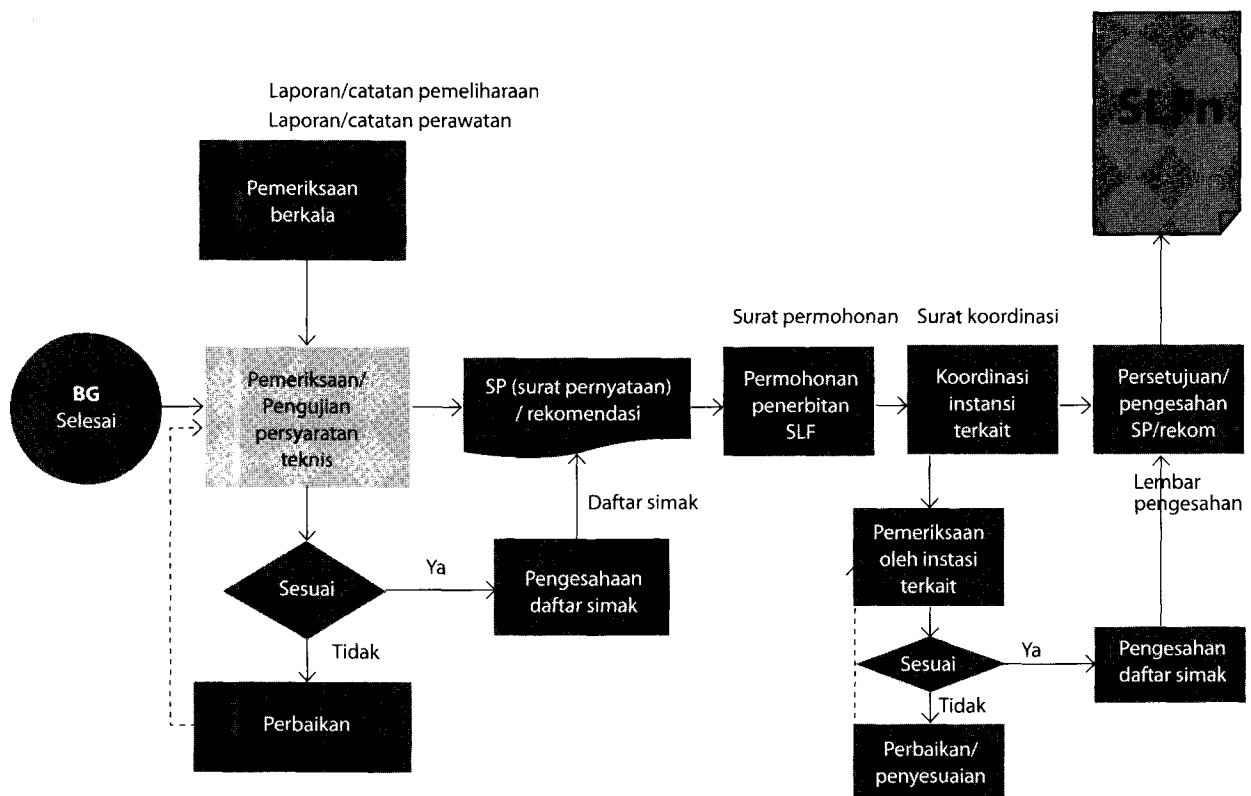 Laporan/catatan pemeliharaan
Laporan/catatan perawatan
Pemeriksaan
berkala
SLFn
BG
Selesai
Pemeriksaan/
Pengujian
persyaratan
teknis
SP (surat pernyataan)
/ rekomendasi
Surat permohonan
Permohonan
penerbitan
SLF
Surat koordinasi
Koordinasi
instansi
terkait
Persetujuan/
pengesahan
SP/rekom
Lembar
pengesahan
Daftar simak
Sesuai
Ya
Pengesahaan
daftar simak
Tidak
Perbaikan
Pemeriksaan
oleh instasi
terkait
Sesuai
Ya
Pengesahan
daftar simak
Tidak
Perbaikan/
penyesuaian